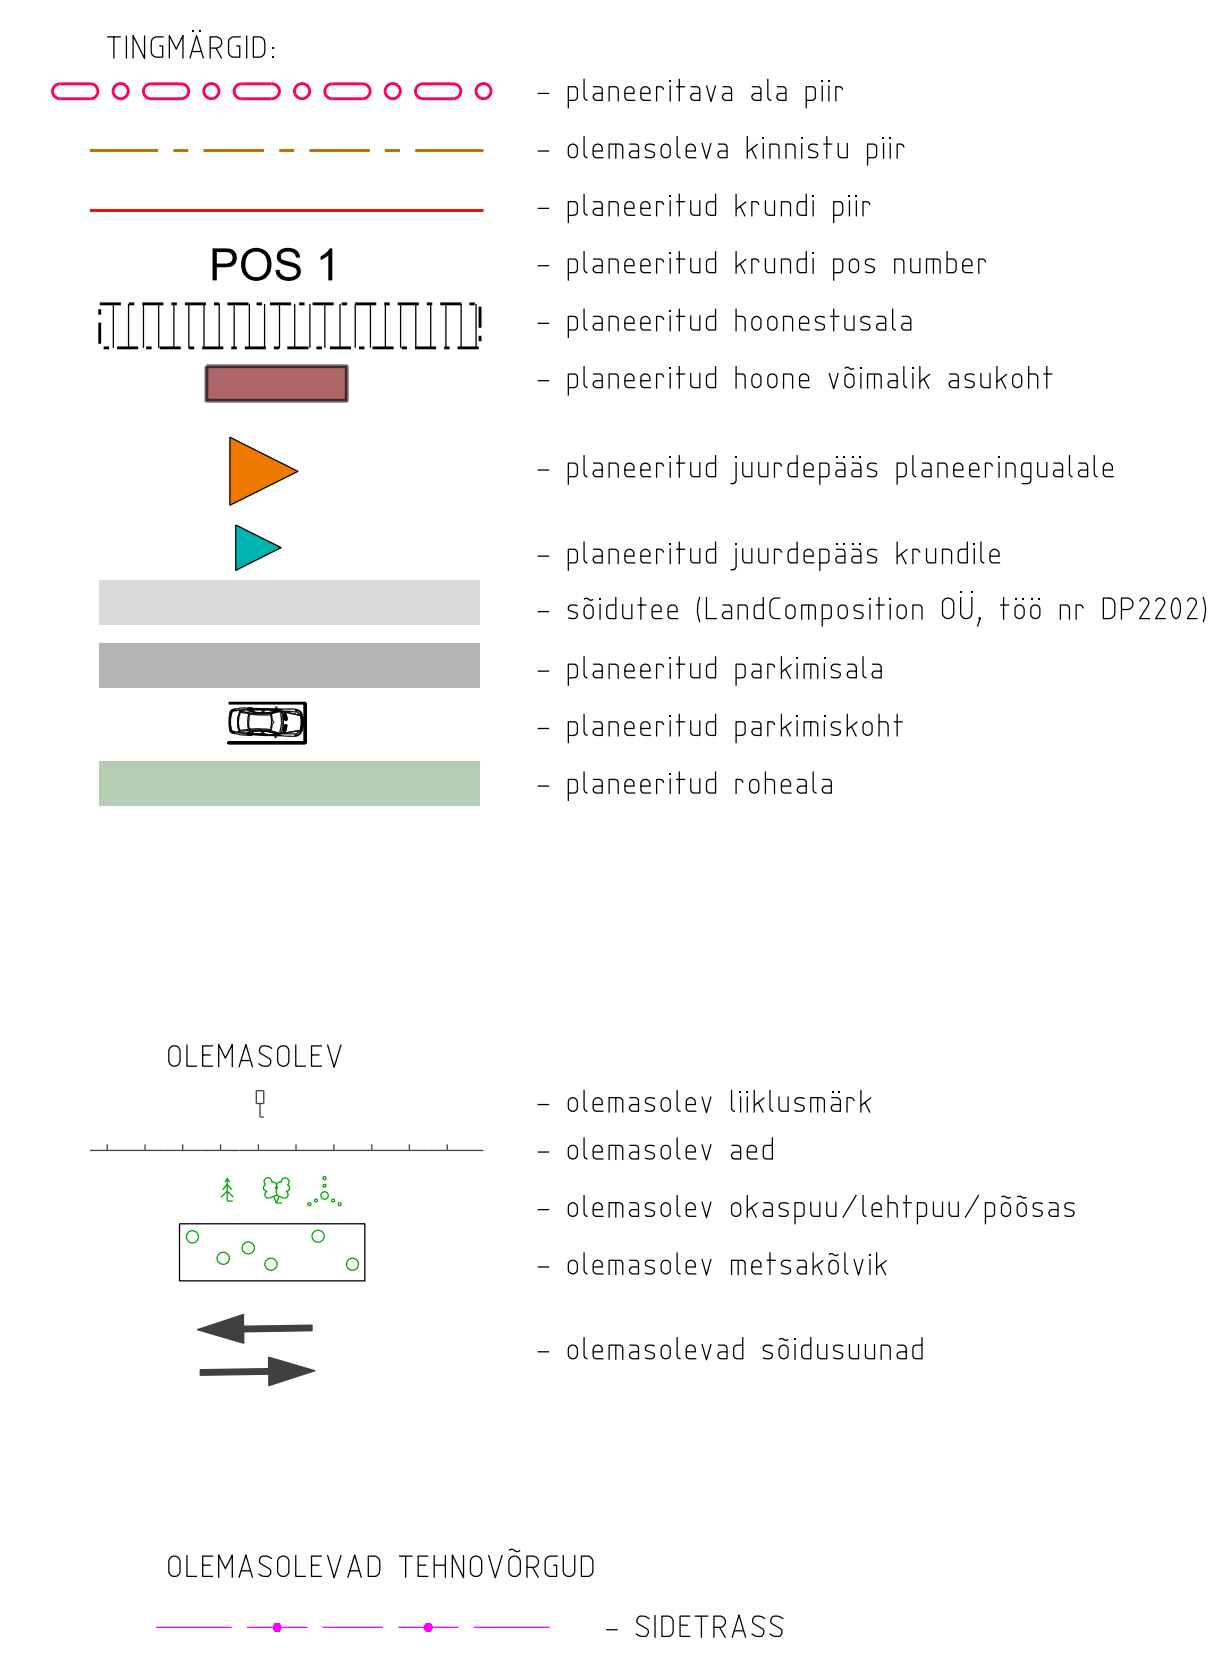 TINGMÄRGID:
- planeeritava ala piir
- olemasoleva kinnistu piir
- planeeritud krundi piir
POS 1 - planeeritud krundi pos number
- planeeritud hoonestusala
- planeeritud hoone võimalik asukoht
- planeeritud juurdepääs planeeringualale
- planeeritud juurdepääs krundile
- sõidutee (LandComposition OÜ, töö nr DP2202)
- planeeritud parkimisala
- planeeritud parkimiskoht
- planeeritud roheala
OLEMASOLEV
- olemasolev liiklusmärk
- olemasolev aed
- olemasolev okaspuu/lehtpuu/põõsas
- olemasolev metsakõlvik
- olemasolevad sõidusuunad
OLEMASOLEVAD TEHNOVÕRGUD
- SIDETRASS